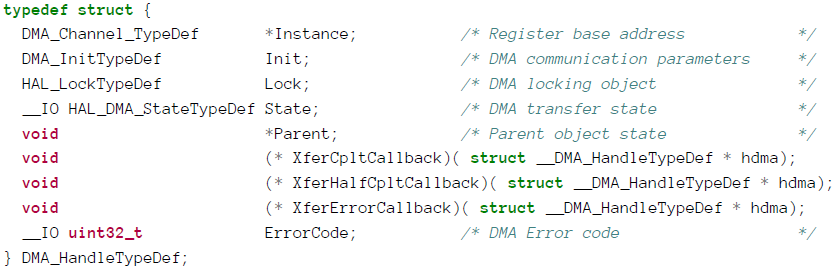 typedef struct {
  DMA_Channel_TypeDef    *Instance;           /* Register base address            */
  DMA_InitTypeDef        Init;                /* DMA communication parameters     */
  HAL_LockTypeDef        Lock;                /* DMA locking object               */
  __IO HAL_DMA_StateTypeDef State;               /* DMA transfer state               */
  void                   *Parent;             /* Parent object state              */
  void                   (* XferCpltCallback)( struct __DMA_HandleTypeDef * hdma);
  void                   (* XferHalfCpltCallback)( struct __DMA_HandleTypeDef * hdma);
  void                   (* XferErrorCallback)( struct __DMA_HandleTypeDef * hdma);
  __IO uint32_t          ErrorCode;           /* DMA Error code                   */
} DMA_HandleTypeDef;